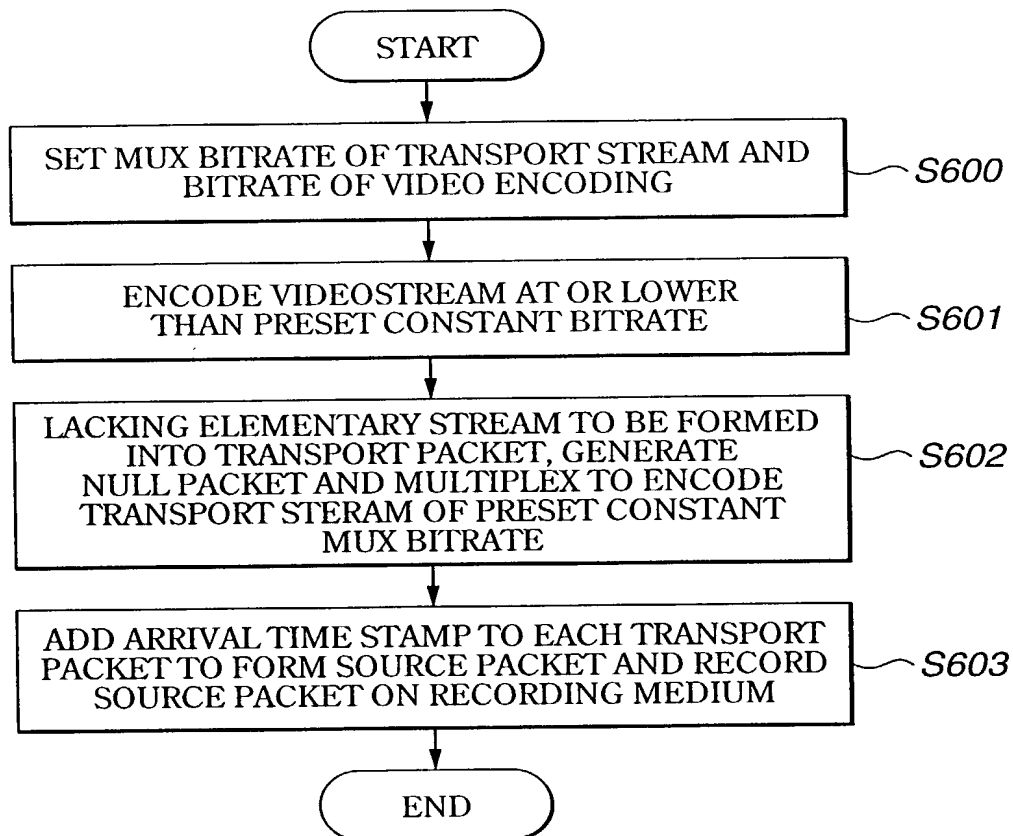 START
SET MUX BITRATE OF TRANSPORT STREAM AND
BITRATE OF VIDEO ENCODING
S600
ENCODE VIDEOSTREAM AT OR LOWER
THAN PRESET CONSTANT BITRATE
S601
LACKING ELEMENTARY STREAM TO BE FORMED
INTO TRANSPORT PACKET, GENERATE
NULL PACKET AND MULTIPLEX TO ENCODE
TRANSPORT STERAM OF PRESET CONSTANT
MUX BITRATE
S602
ADD ARRIVAL TIME STAMP TO EACH TRANSPORT
PACKET TO FORM SOURCE PACKET AND RECORD
SOURCE PACKET ON RECORDING MEDIUM
S603
END